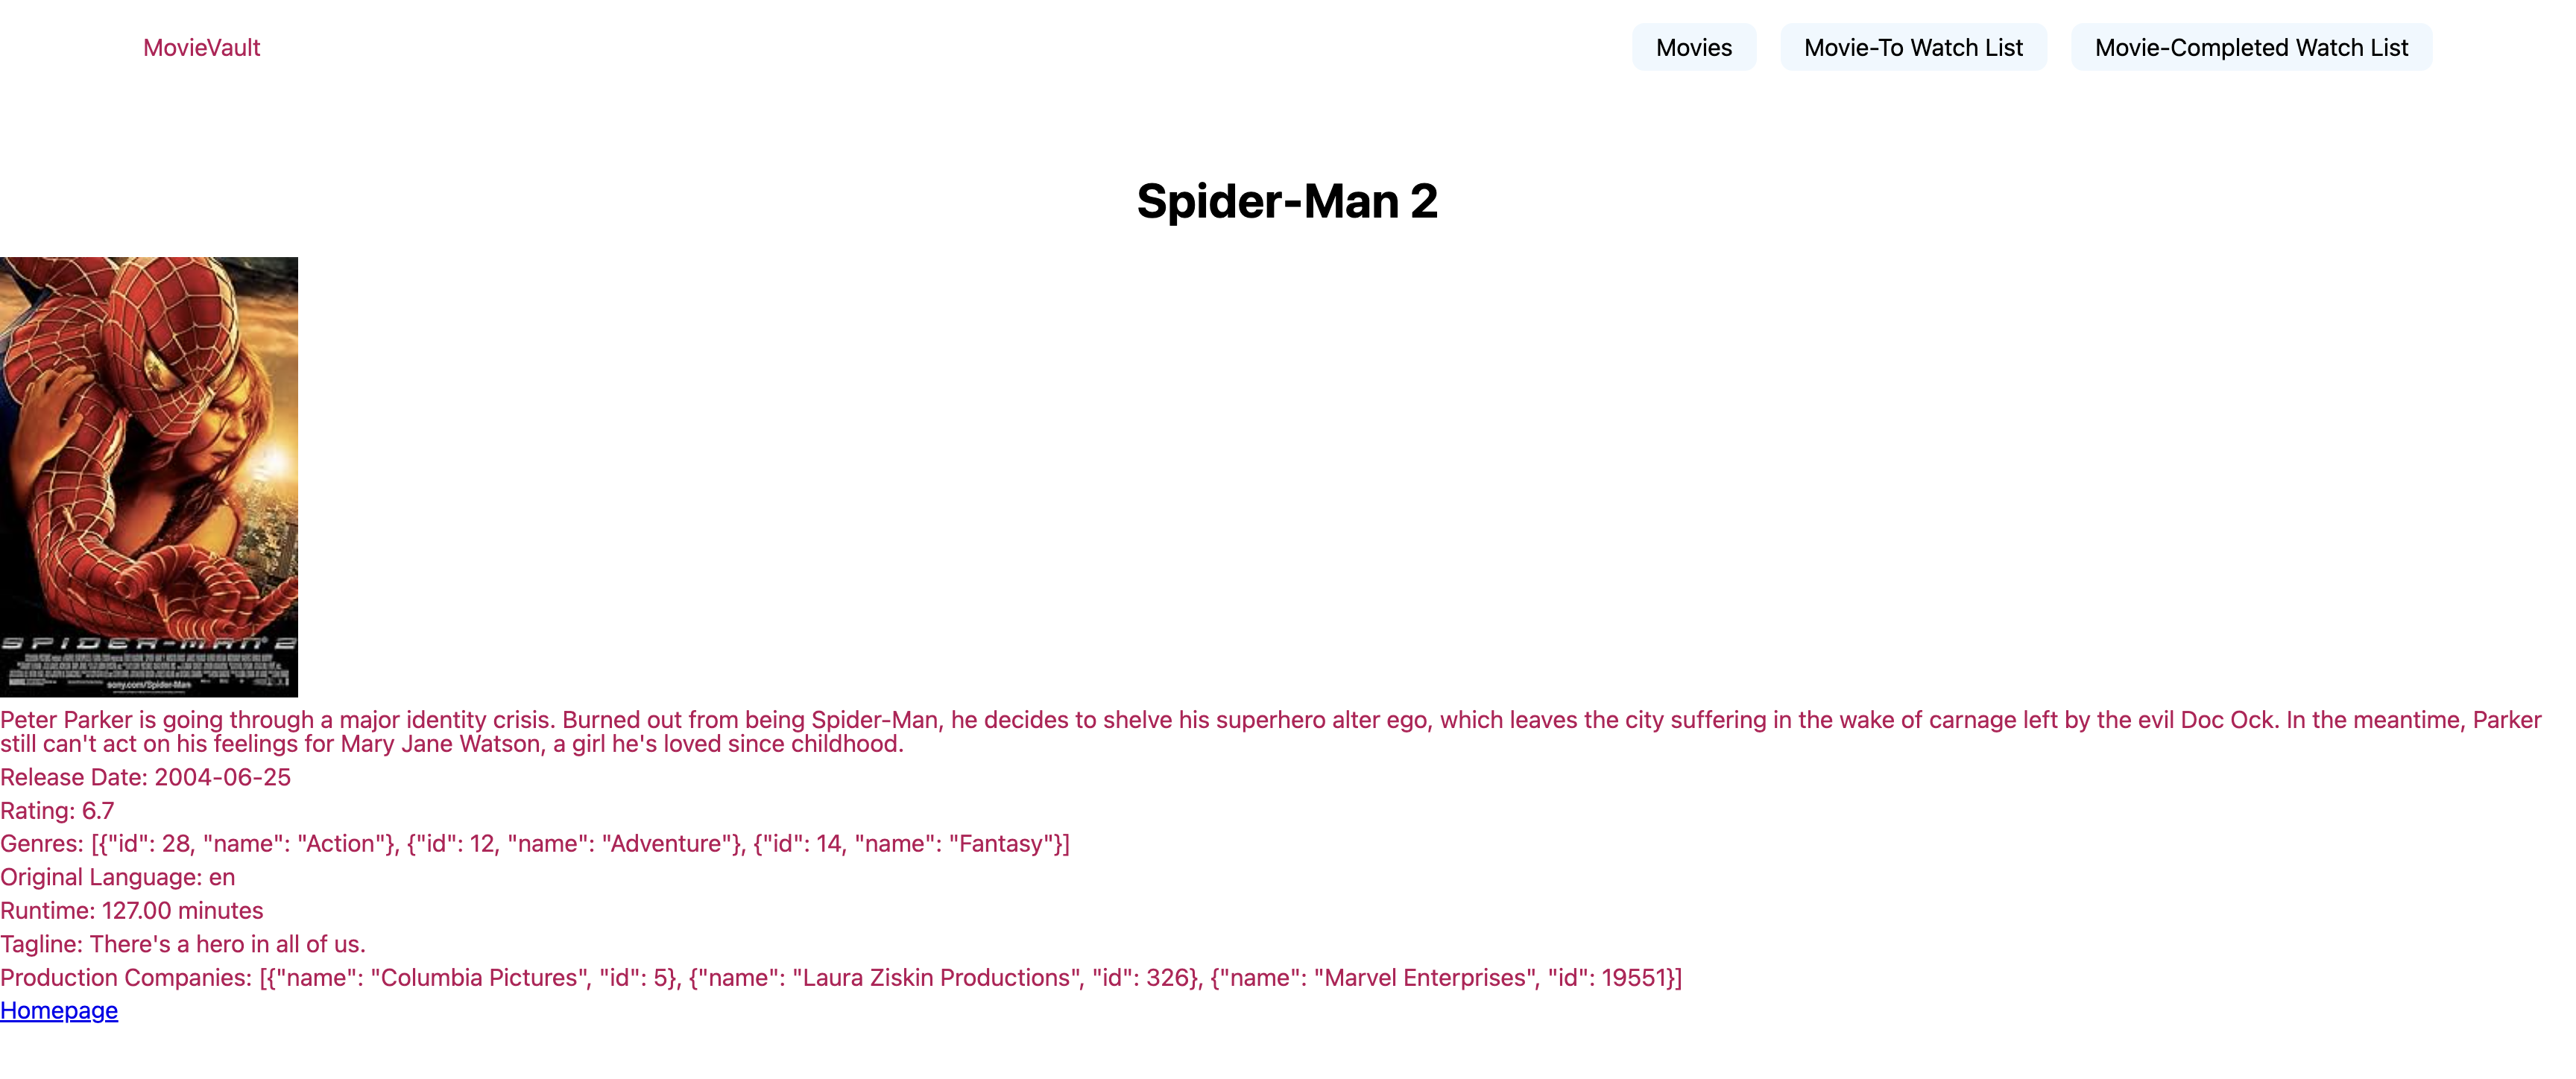 MovieVault
Movies
Movie-To Watch List
Movie-Completed Watch List
Spider-Man 2
SPIDER-MAN 2
sony.com/Spider-Man
Peter Parker is going through a major identity crisis. Burned out from being Spider-Man, he decides to shelve his superhero alter ego, which leaves the city suffering in the wake of carnage left by the evil Doc Ock. In the meantime, Parker
still can't act on his feelings for Mary Jane Watson, a girl he's loved since childhood.
Release Date: 2004-06-25
Rating: 6.7
Genres: [{"id": 28, "name": "Action"}, {"id": 12, "name": "Adventure"}, {"id": 14, "name": "Fantasy"}]
Original Language: en
Runtime: 127.00 minutes
Tagline: There's a hero in all of us.
Production Companies: [{"name": "Columbia Pictures", "id": 5}, {"name": "Laura Ziskin Productions", "id": 326}, {"name": "Marvel Enterprises", "id": 19551}]
Homepage